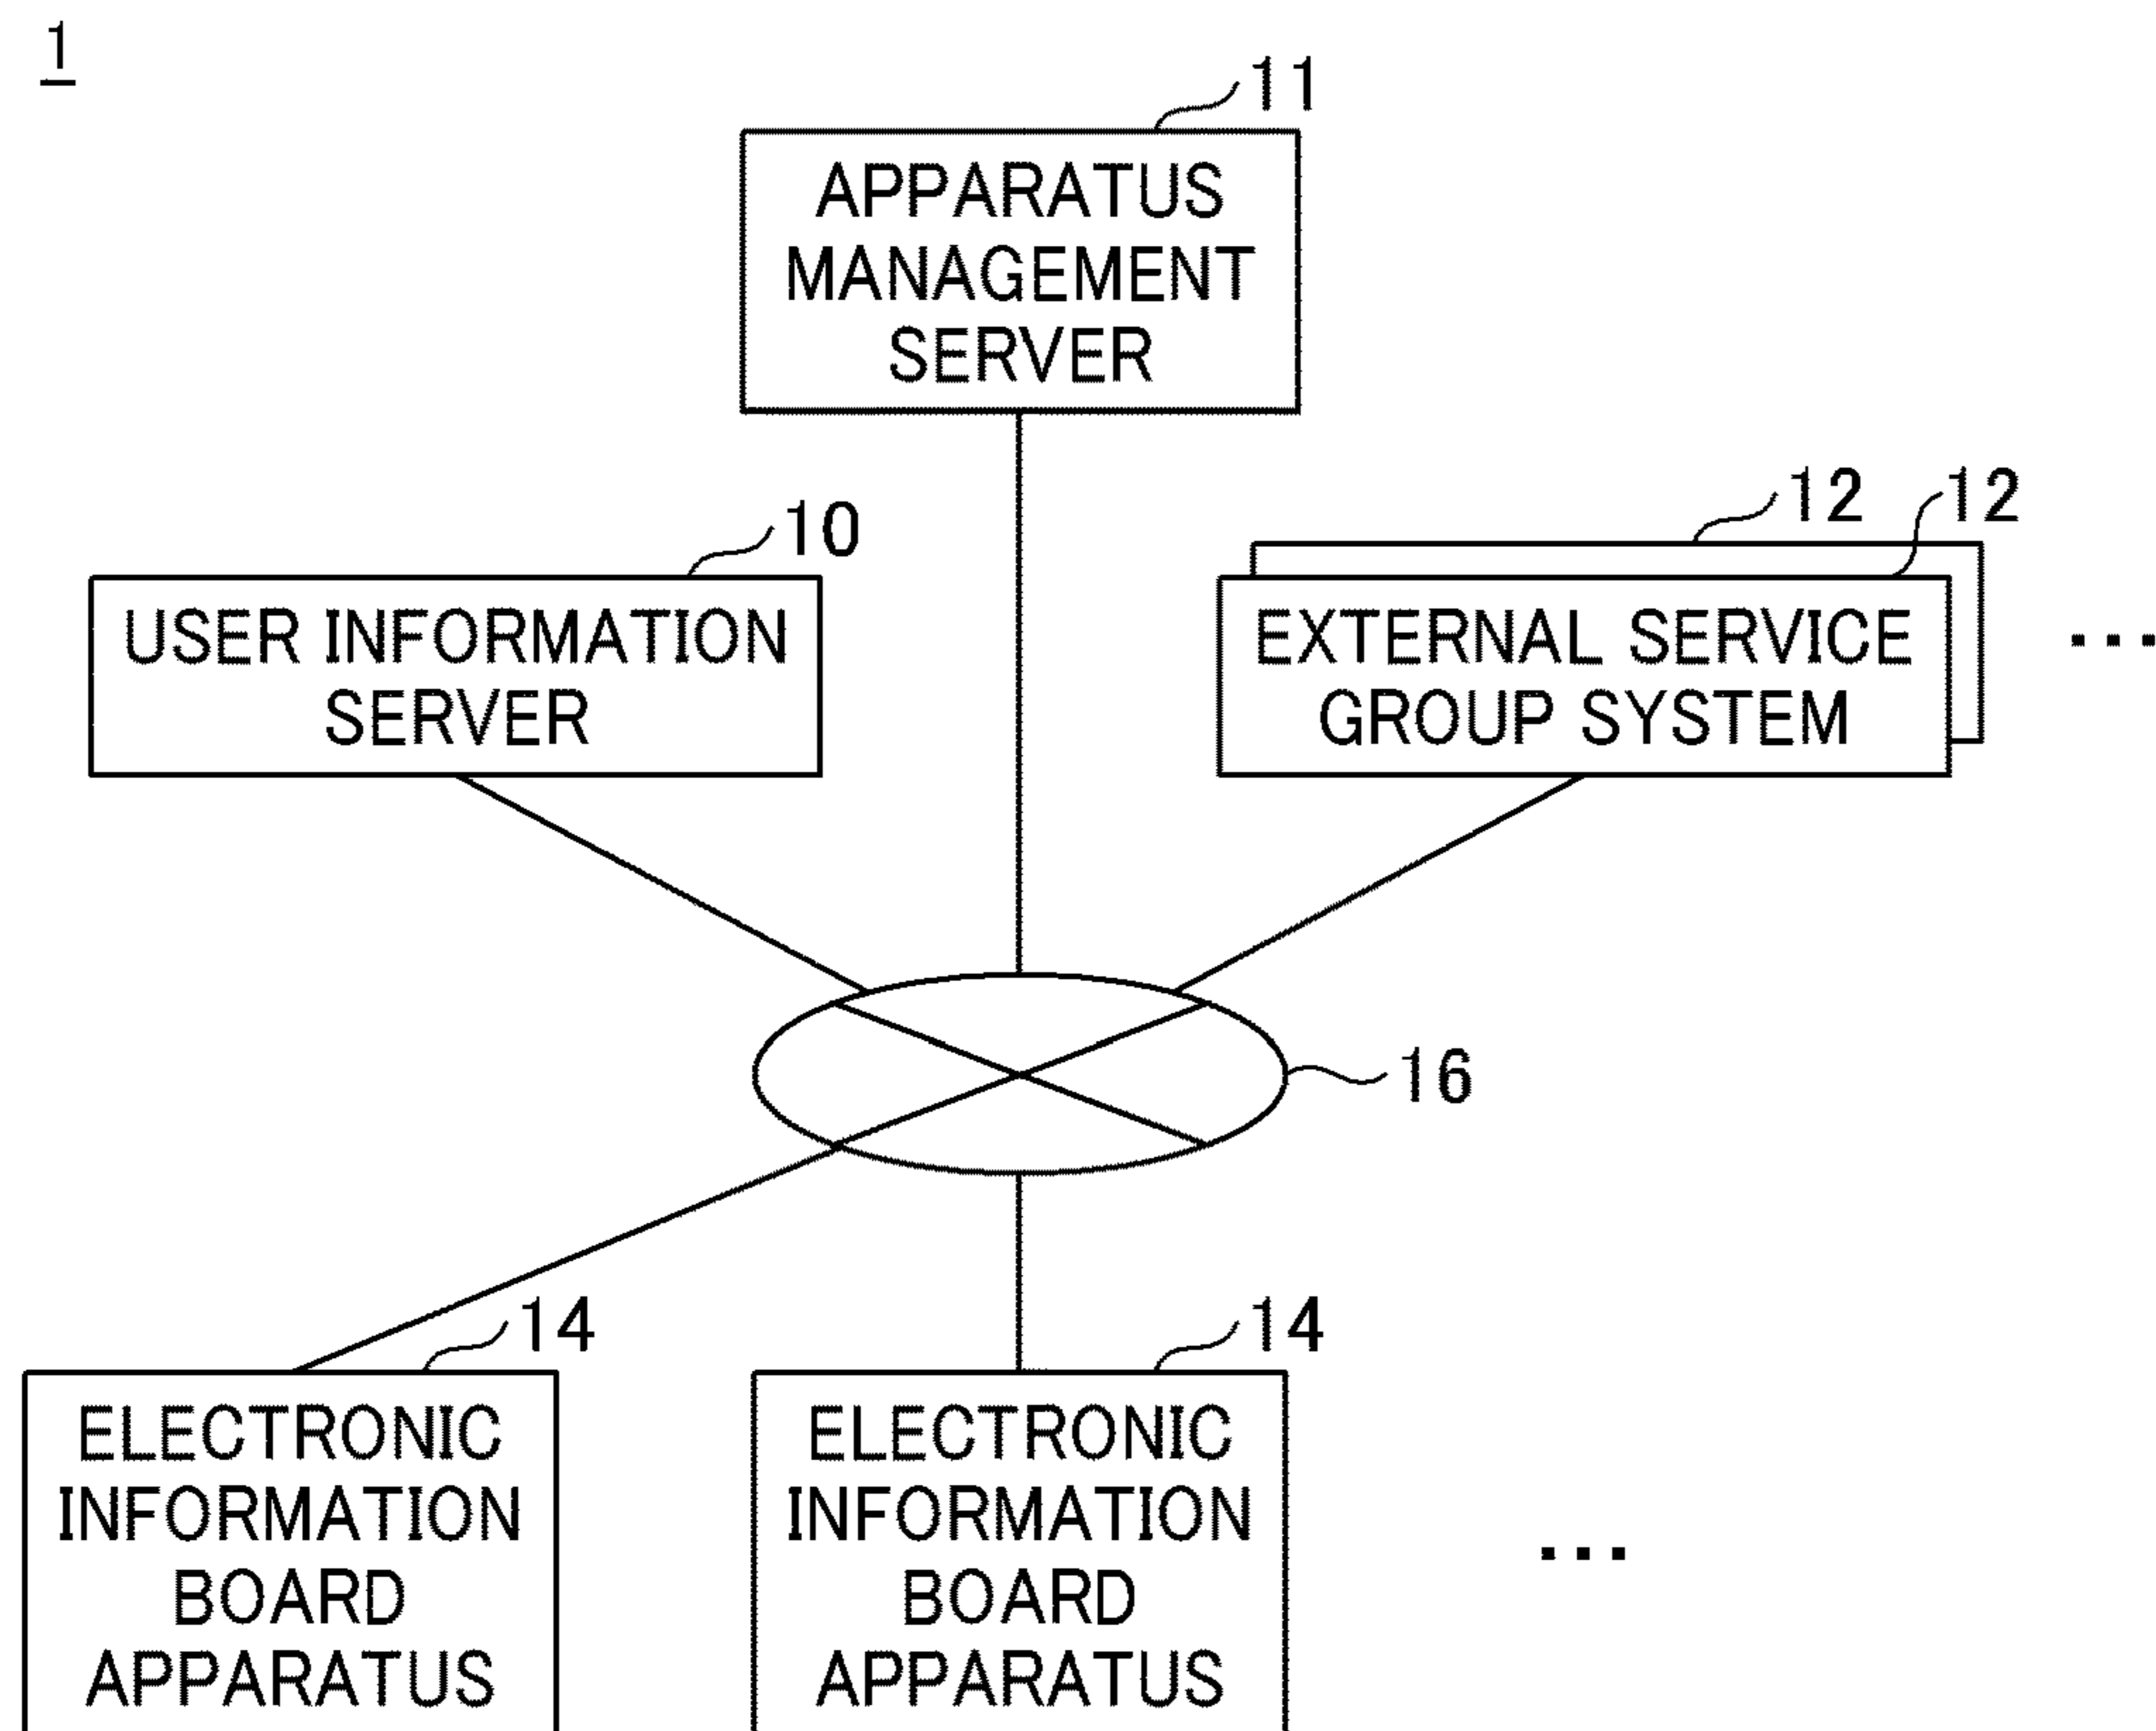 1
11
APPARATUS
MANAGEMENT
SERVER
10
USER INFORMATION
SERVER
12
12
EXTERNAL SERVICE
GROUP SYSTEM
...
16
14
ELECTRONIC
INFORMATION
BOARD
APPARATUS
14
ELECTRONIC
INFORMATION
BOARD
APPARATUS
...